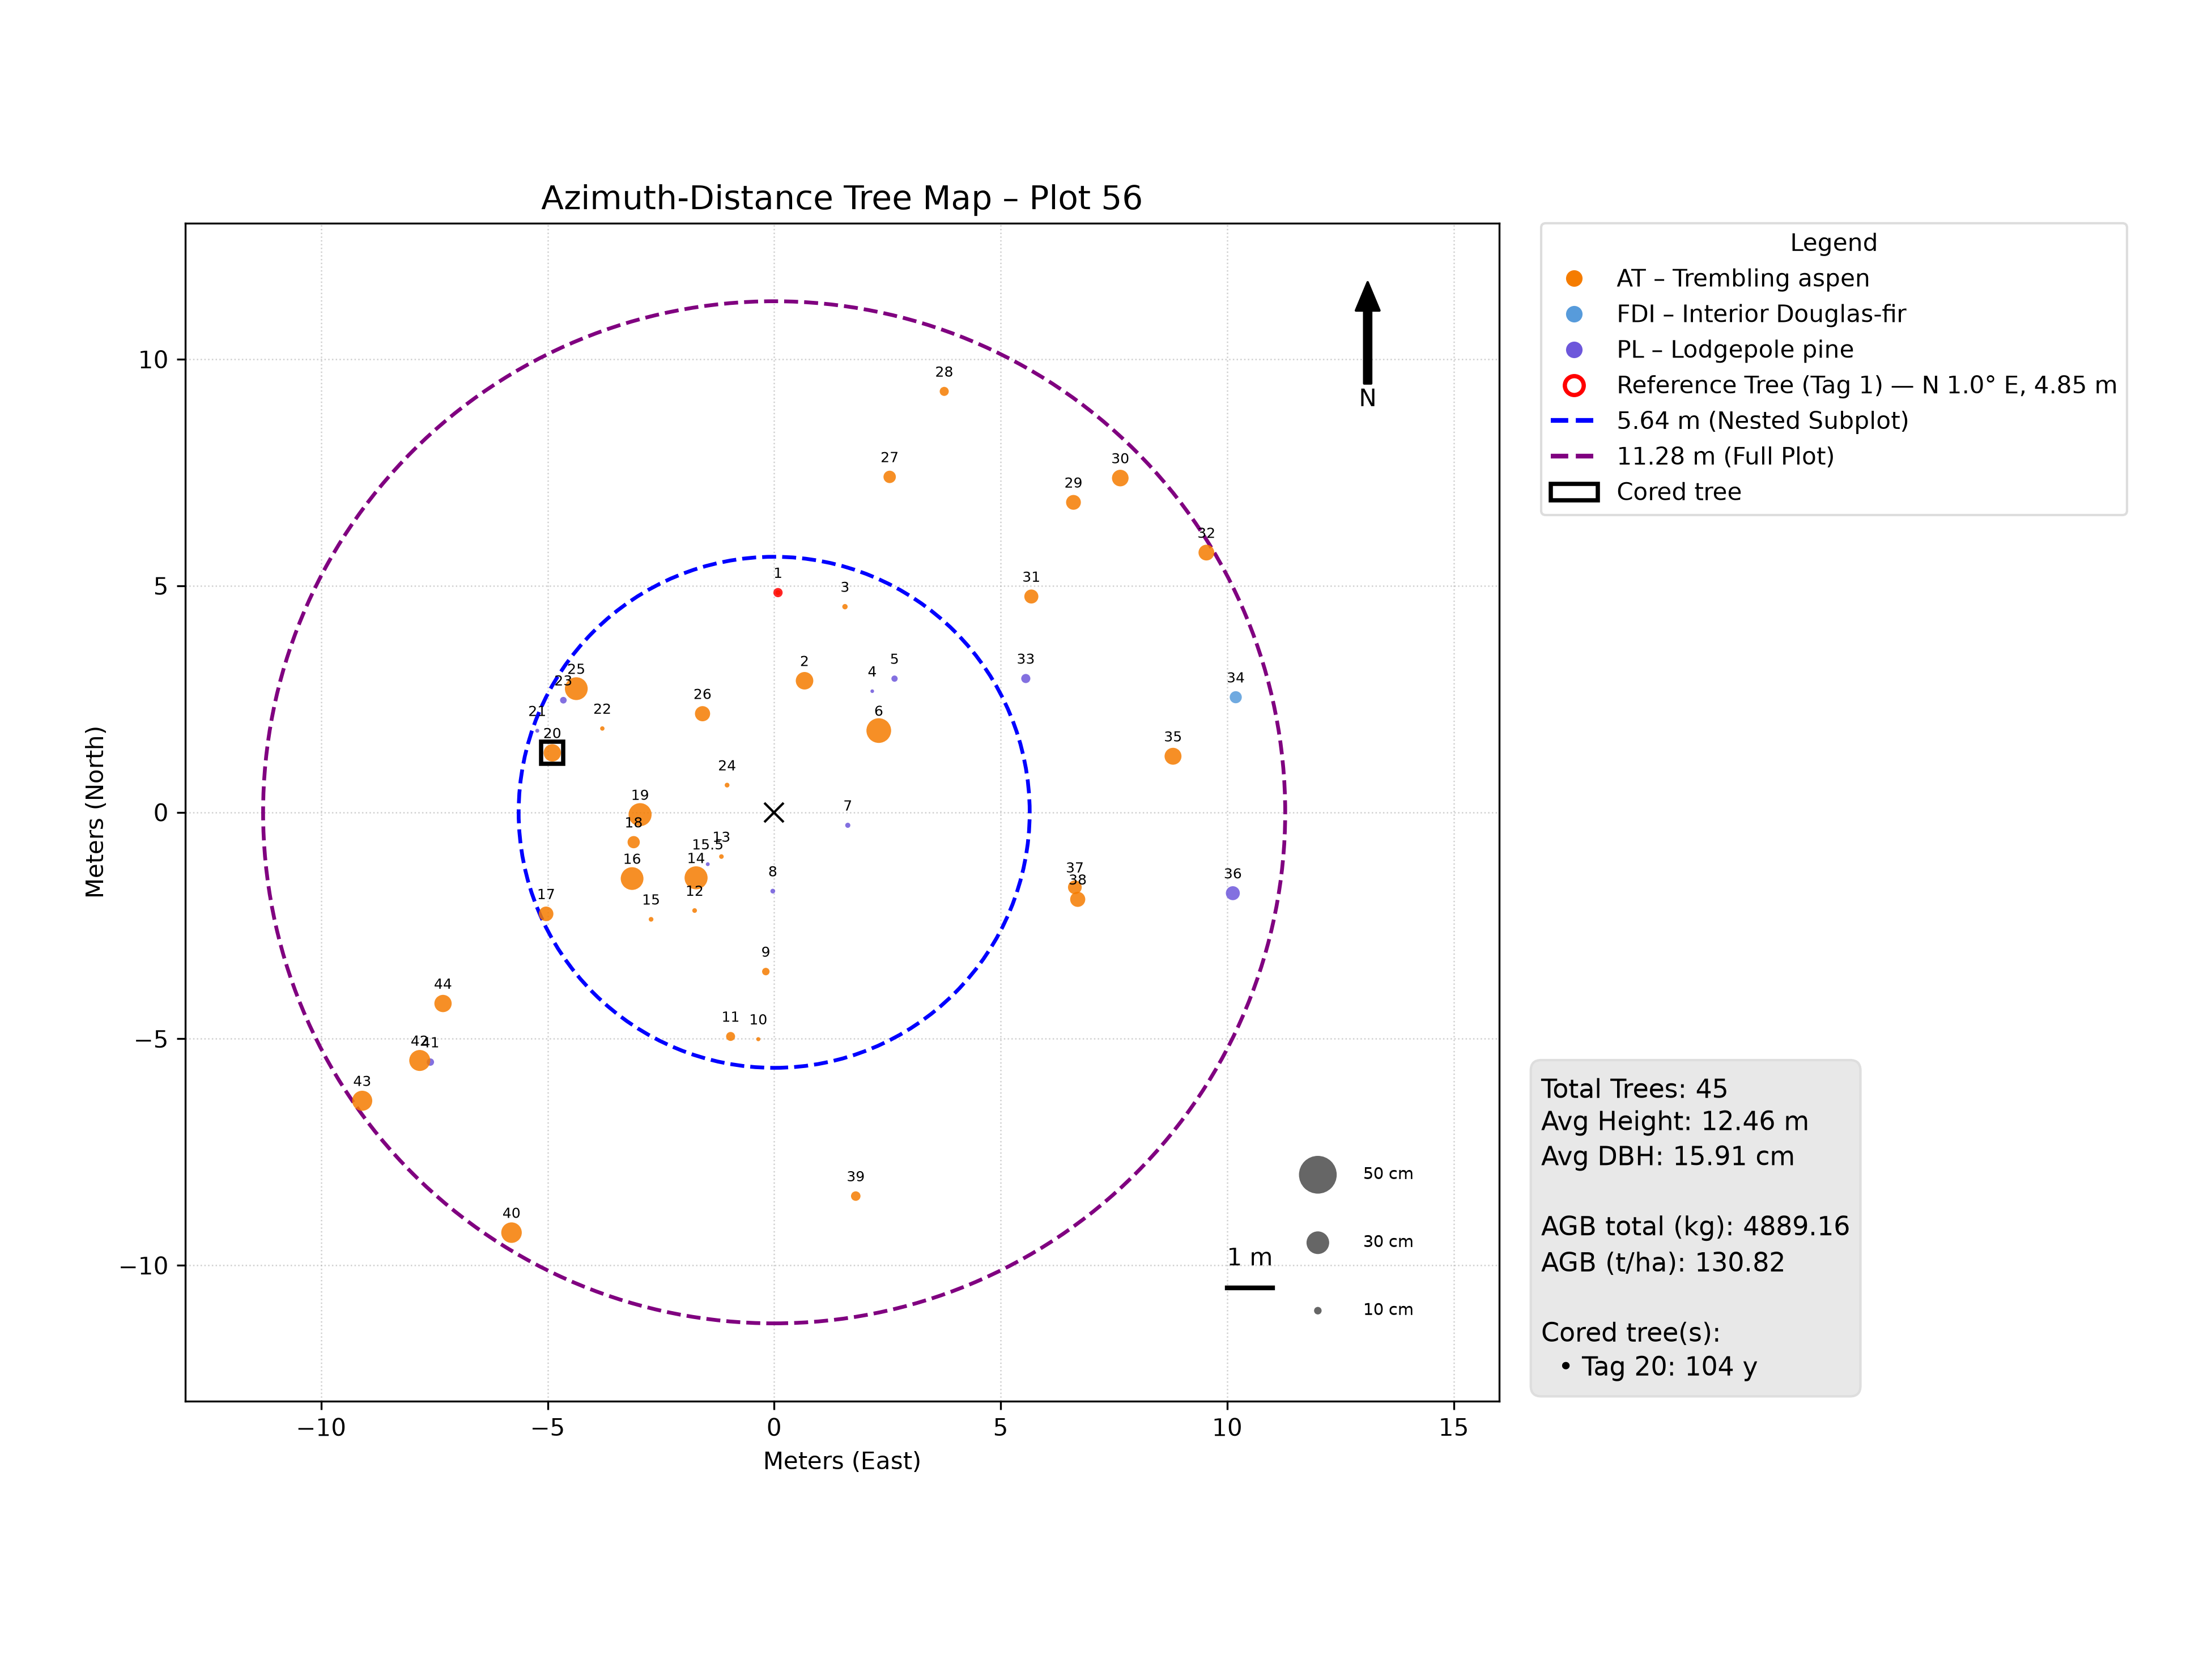 Azimuth-Distance Tree Map – Plot 56
Legend
AT – Trembling aspen
FDI – Interior Douglas-fir
PL – Lodgepole pine
Reference Tree (Tag 1) — N 1.0° E, 4.85 m
5.64 m (Nested Subplot)
11.28 m (Full Plot)
Cored tree
N
28
27
30
29
32
31
1
3
2
4
5
33
34
25
23
26
22
21
6
20
35
24
19
7
18
13
15.5
14
16
8
37
38
36
12
17
15
9
44
11
10
42
41
43
39
40
50 cm
30 cm
1 m
10 cm
10
5
0
−5
−10
Meters (North)
−10
−5
0
5
10
15
Meters (East)
Total Trees: 45
Avg Height: 12.46 m
Avg DBH: 15.91 cm
AGB total (kg): 4889.16
AGB (t/ha): 130.82
Cored tree(s):
• Tag 20: 104 y